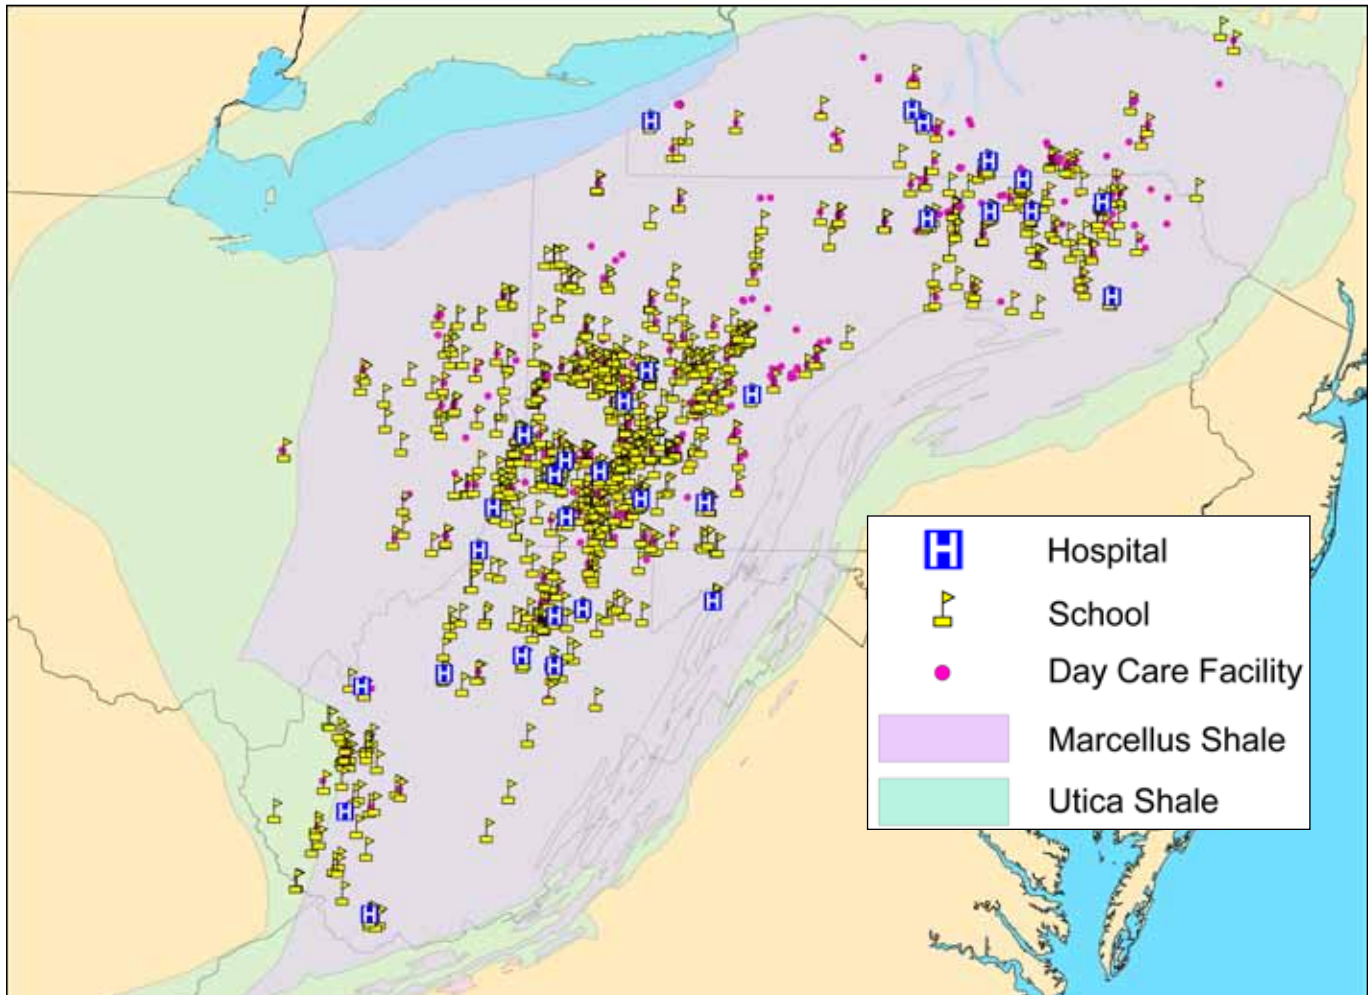 Hospital
School
Day Care Facility
Marcellus Shale
Utica Shale